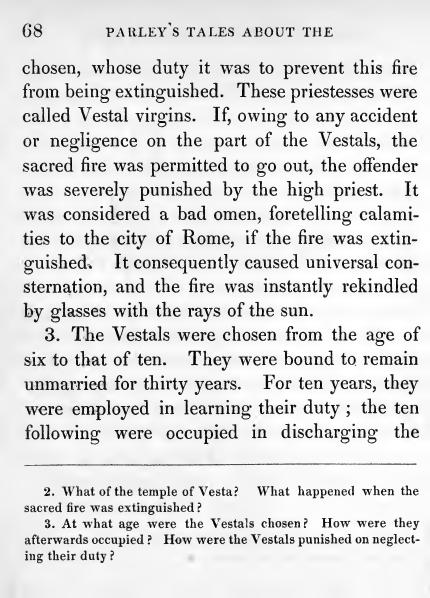 68 PARLEY'S TALES ABOUT THE
chosen, whose duty it was to prevent this fire
from being extinguished. These priestesses were
called Vestal virgins. If, owing to any accident
or negligence on the part of the Vestals, the
sacred fire was permitted to go out, the offender
was severely punished by the high priest. It
was considered a bad omen, foretelling calami-
ties to the city of Rome, if the fire was extin-
guished. It consequently caused universal con-
sternation, and the fire was instantly rekindled
by glasses with the rays of the sun.
3. The Vestals were chosen from the age of
six to that of ten. They were bound to remain
unmarried for thirty years. For ten years, they
were employed in learning their duty ; the ten
following were occupied in discharging the
2. What of the temple of Vesta? What happened when the
sacred fire was extinguished ?
3. At what age were the Vestals chosen ? How were they
afterwards occupied ? How were the Vestals punished on neglect-
ing their duty ?